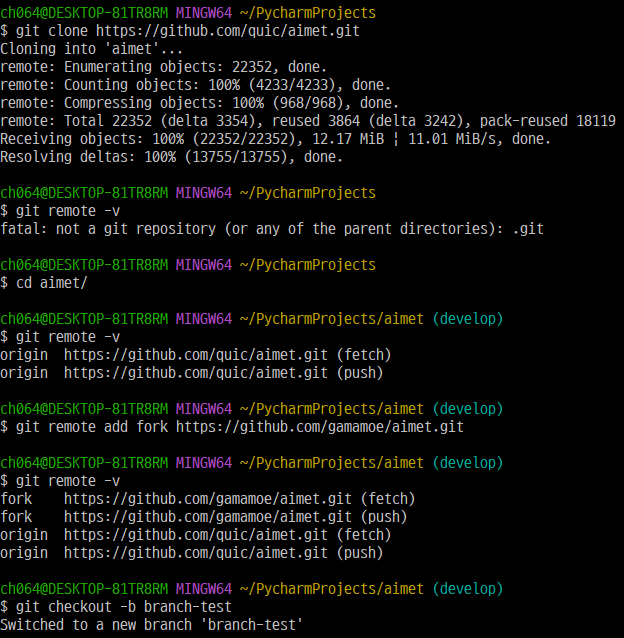 ch064@DESKTOP-81TR8RM MINGW64 ~/PycharmProjects
$ git clone https://github.com/quic/aimet.git
Cloning into 'aimet'...
remote: Enumerating objects: 22352, done.
remote: Counting objects: 100% (4233/4233), done.
remote: Compressing objects: 100% (968/968), done.
remote: Total 22352 (delta 3354), reused 3864 (delta 3242), pack-reused 18119
Receiving objects: 100% (22352/22352), 12.17 MiB ¦ 11.01 MiB/s, done.
Resolving deltas: 100% (13755/13755), done.
ch064@DESKTOP-81TR8RM MINGW64 ~/PycharmProjects
$ git remote -v
fatal: not a git repository (or any of the parent directories): .git
ch064@DESKTOP-81TR8RM MINGW64 ~/PycharmProjects
$ cd aimet/
ch064@DESKTOP-81TR8RM MINGW64 ~/PycharmProjects/aimet (develop)
$ git remote -v
origin  https://github.com/quic/aimet.git (fetch)
origin  https://github.com/quic/aimet.git (push)
ch064@DESKTOP-81TR8RM MINGW64 ~/PycharmProjects/aimet (develop)
$ git remote add fork https://github.com/gamamoe/aimet.git
ch064@DESKTOP-81TR8RM MINGW64 ~/PycharmProjects/aimet (develop)
$ git remote -v
fork    https://github.com/gamamoe/aimet.git (fetch)
fork    https://github.com/gamamoe/aimet.git (push)
origin  https://github.com/quic/aimet.git (fetch)
origin  https://github.com/quic/aimet.git (push)
ch064@DESKTOP-81TR8RM MINGW64 ~/PycharmProjects/aimet (develop)
$ git checkout -b branch-test
Switched to a new branch 'branch-test'